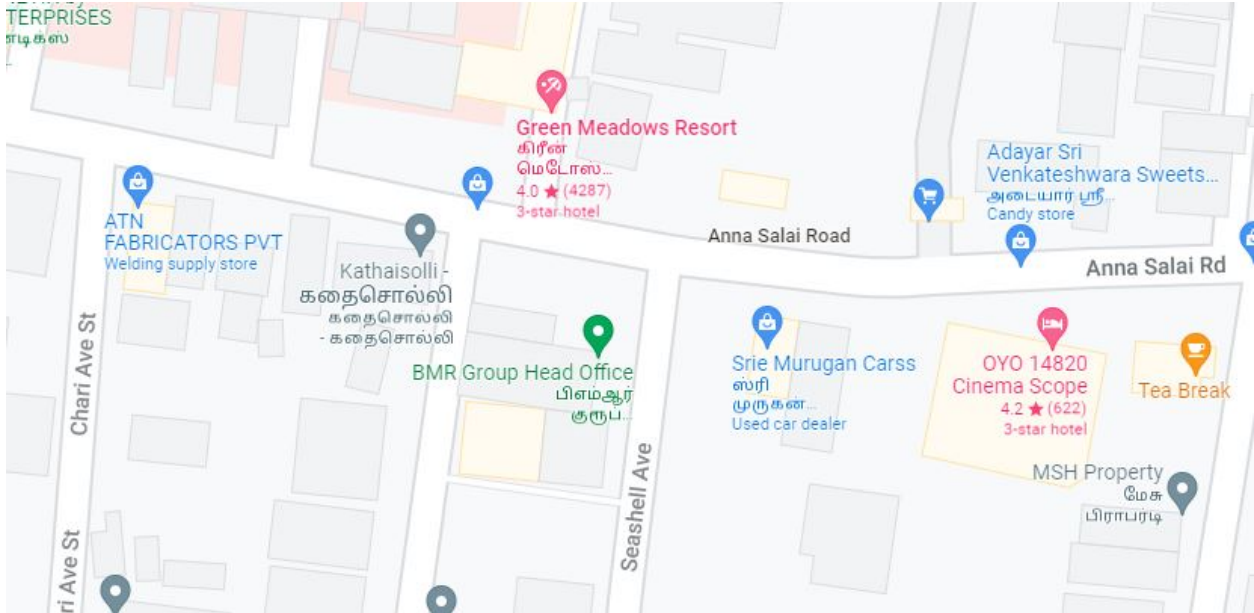 TERPRISES
Green Meadows Resort
கிரீன்
மெடோஸ்...
4.0 ★ (4287)
3-star hotel
Adayar Sri
Venkateshwara Sweets...
அடையார் ஸ்ரீ...
Candy store
ATN
FABRICATORS PVT
Welding supply store
Anna Salai Road
Anna Salai Rd
Kathaisolli -
கதைசொல்லி
கதைசொல்லி
- கதைசொல்லி
Chari Ave St
BMR Group Head Office
பிஎம்ஆர்
குரூப்...
Srie Murugan Carss
ஸ்ரி
முருகன்...
Used car dealer
OYO 14820
Cinema Scope
4.2 ★ (622)
3-star hotel
Tea Break
MSH Property
மேசு
பிராபர்டி
Seashell Ave
ri Ave St